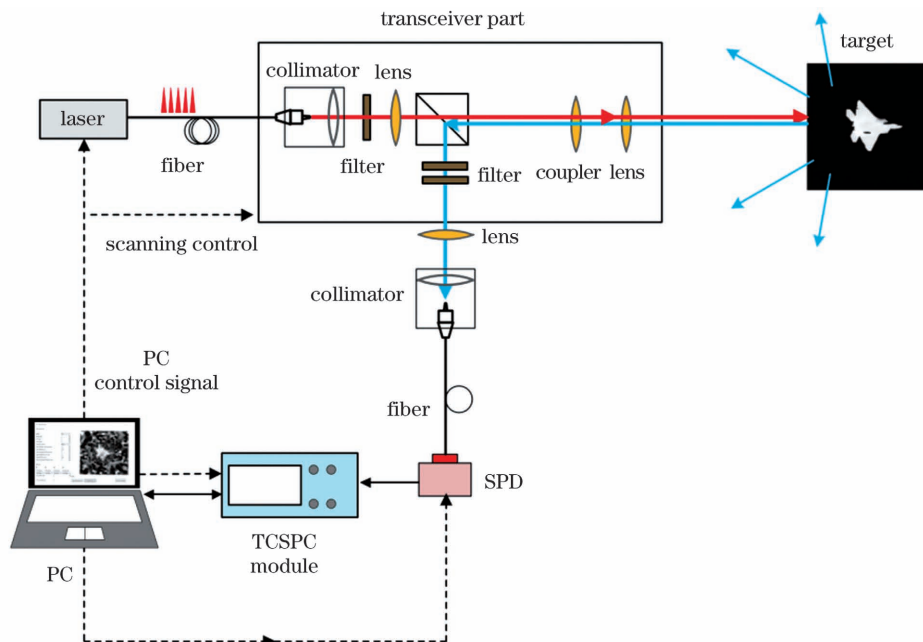 transceiver part
target
collimator
lens
laser
fiber
filter
filter
coupler
lens
scanning control
lens
collimator
PC
control signal
fiber
SPD
TCSPC
module
PC